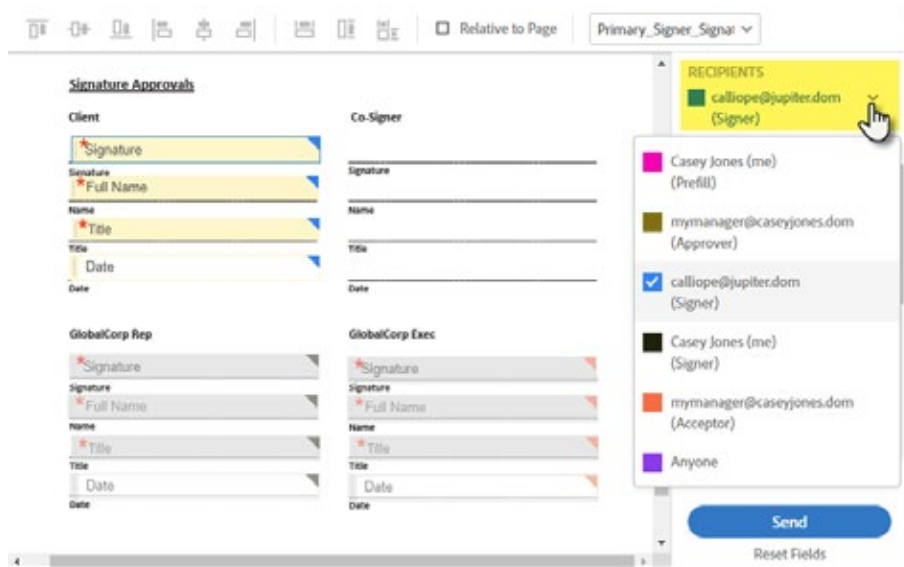 Relative to Page
Primary_Signer_Signat
Signature Approvals
Client
Co-Signer
*Signature
Signature
*Full Name
Name
*Title
Title
Date
Date
Signature
Name
Title
Date
GlobalCorp Rep
GlobalCorp Exec
*Signature
*Signature
Signature
Signature
*Full Name
*Full Name
Name
Name
*Title
*Title
Title
Title
Date
Date
Date
Date
RECIPIENTS
calliope@jupiter.dom
(Signer)
Casey Jones (me)
(Prefill)
mymanager@caseyjones.dom
(Approver)
calliope@jupiter.dom
(Signer)
Casey Jones (me)
(Signer)
mymanager@caseyjones.dom
(Acceptor)
Anyone
Send
Reset Fields